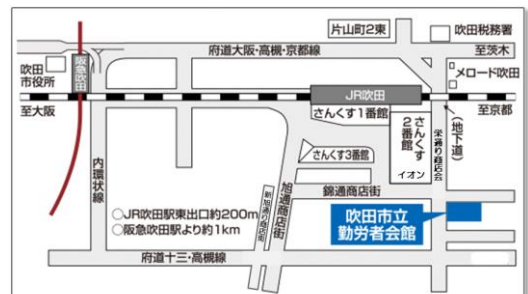 片山町2東
吹田税務署
府道大阪・高槻・京都線
至茨木
吹田
市役所
阪急吹田
メロード吹田
JR吹田
至大阪
至京都
さんくす1番館
さんくす
2番館
イオン
(地下道)
栄通り商店会
さんくす3番館
内環状線
錦通商店街
旭通商店街
新旭通り商店街
○JR吹田駅東出口約200m
○阪急吹田駅より約1km
吹田市立
勤労者会館
府道十三・高槻線